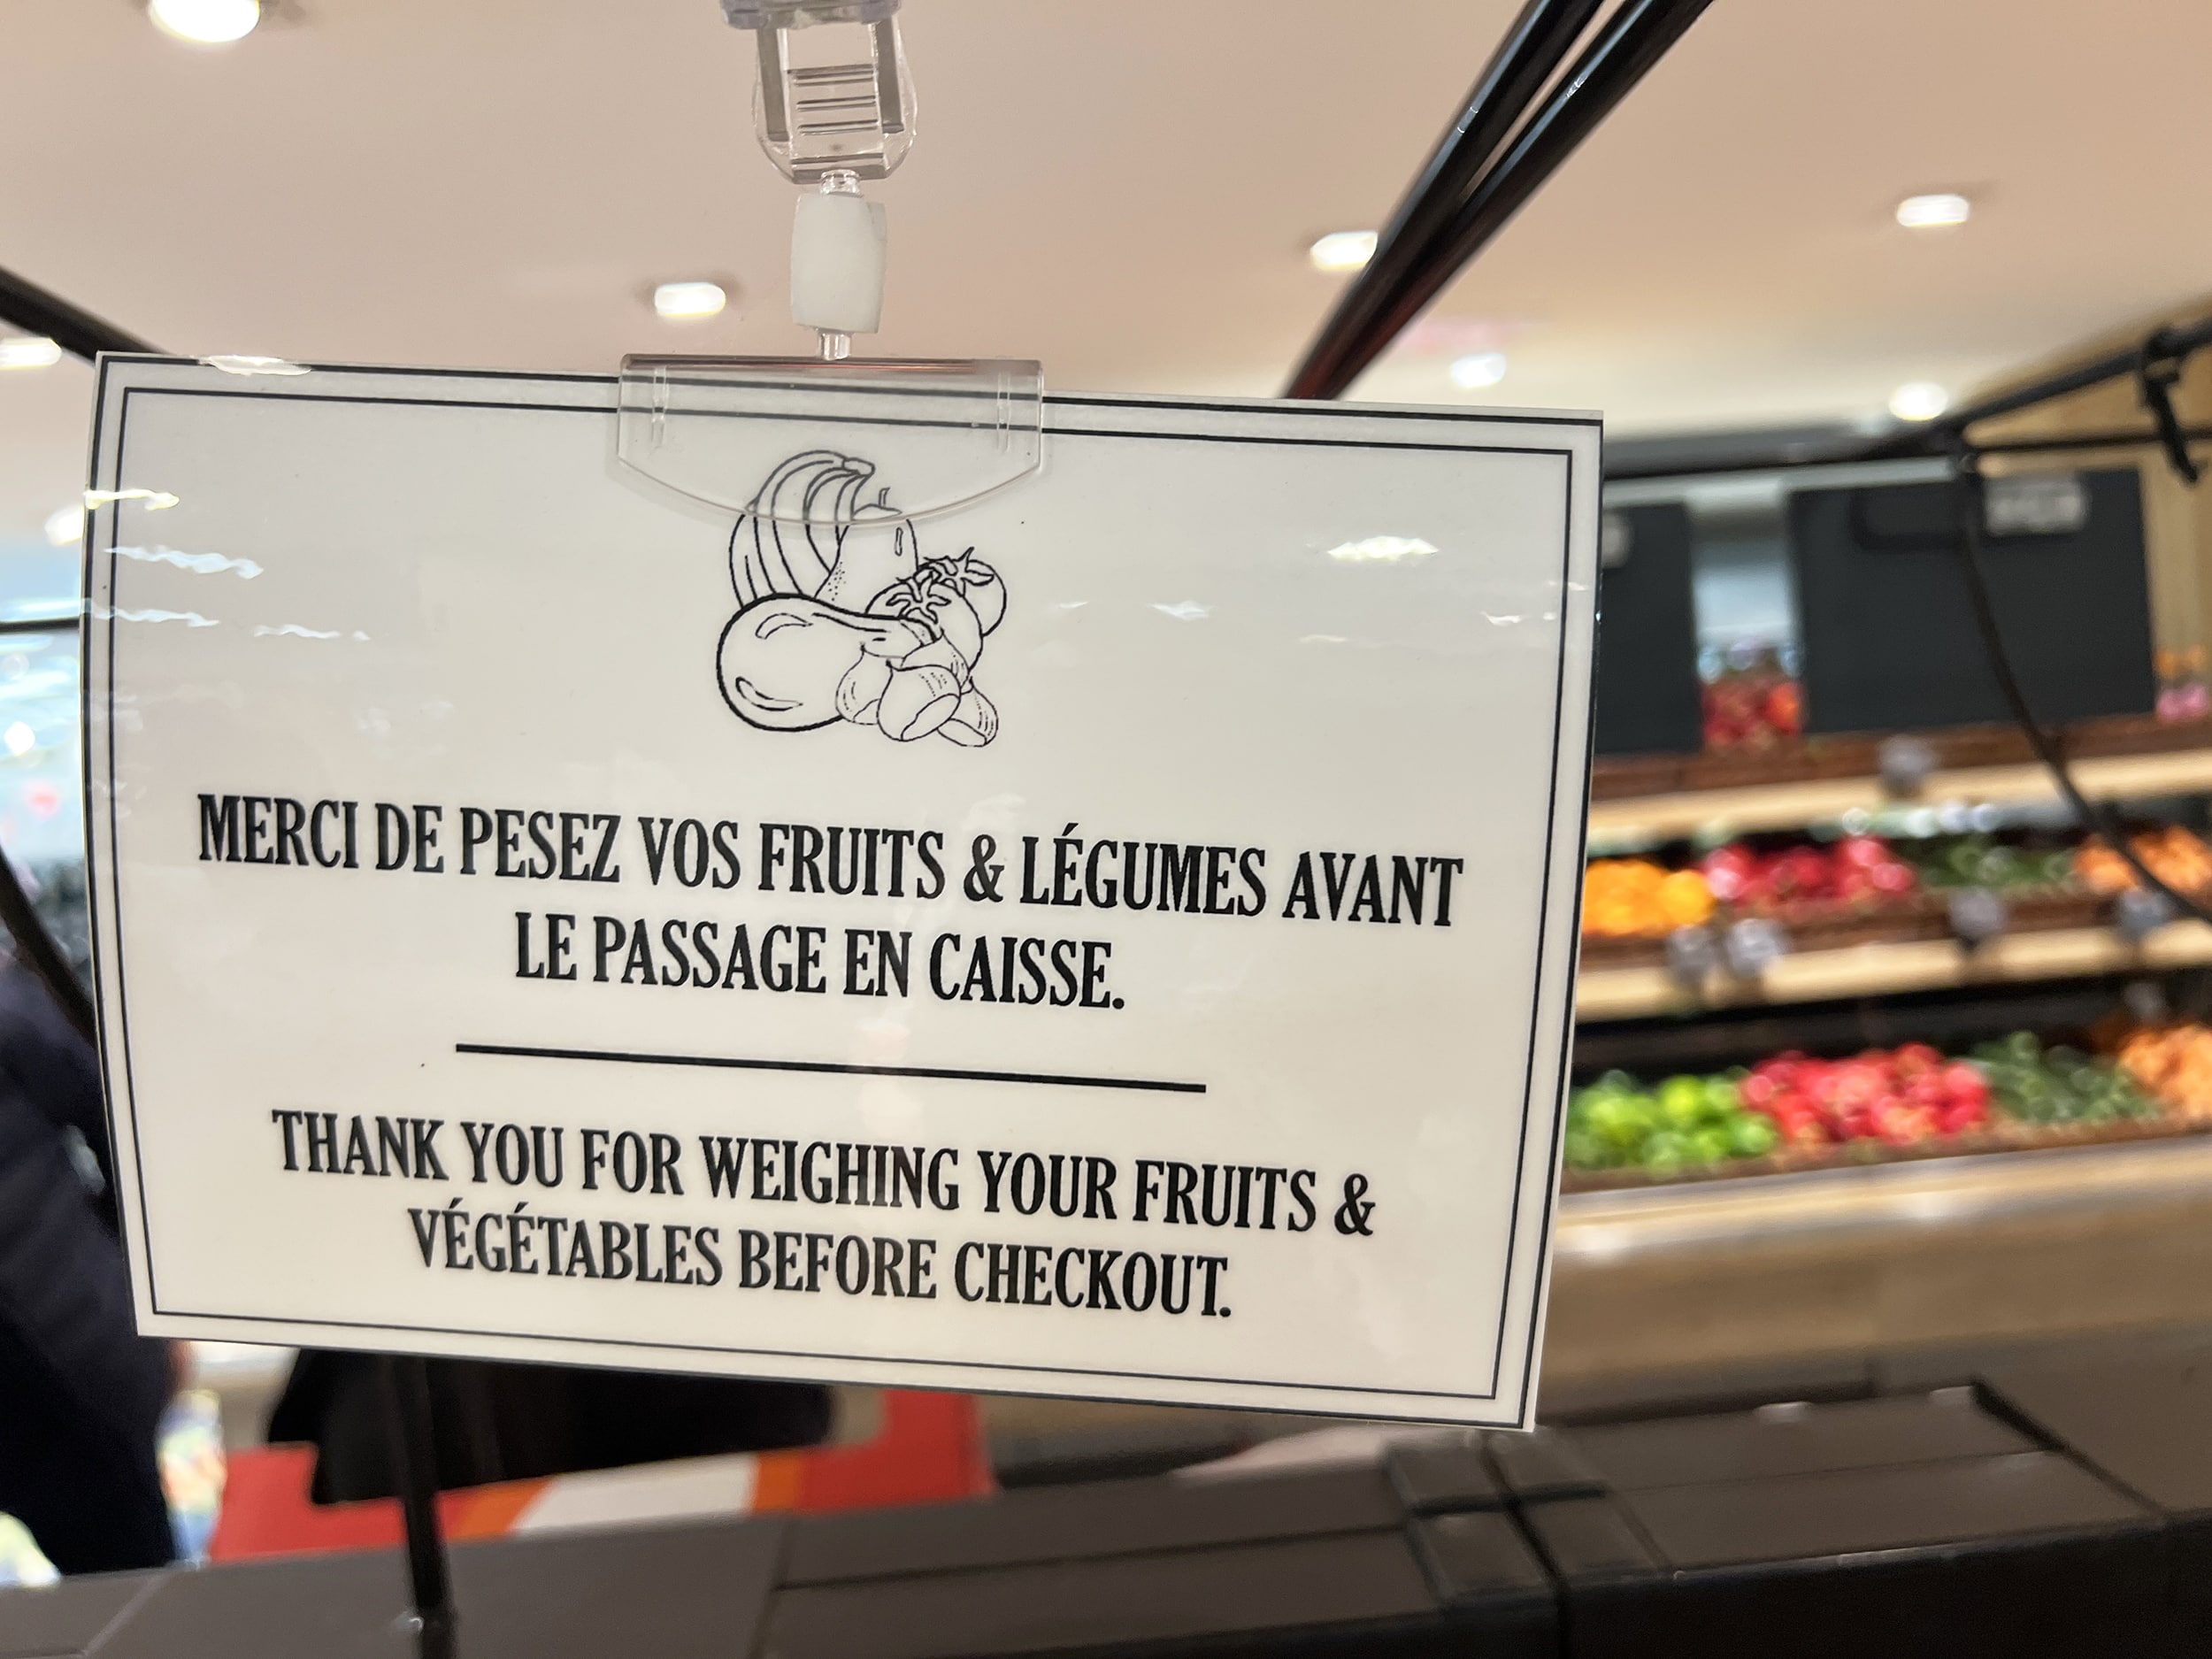 MERCI DE PESEZ VOS FRUITS & LÉGUMES AVANT
LE PASSAGE EN CAISSE.
THANK YOU FOR WEIGHING YOUR FRUITS &
VÉGÉTABLES BEFORE CHECKOUT.